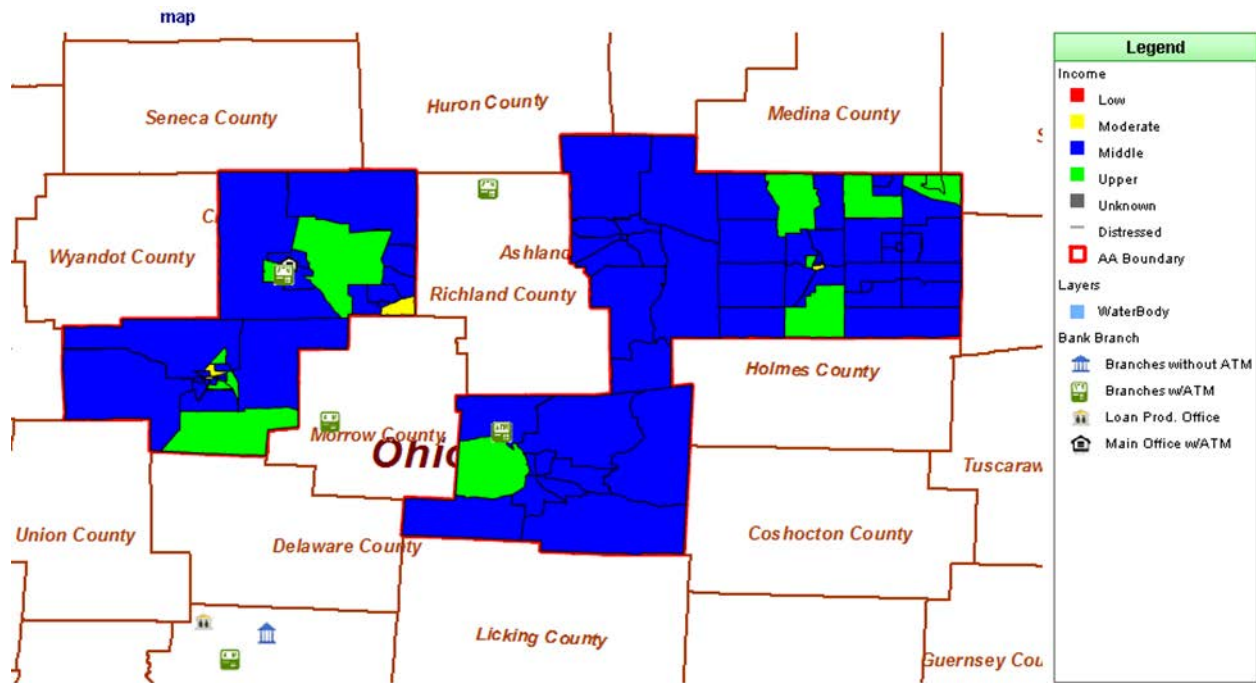 map
Seneca County
Huron County
Medina County
S
C
Wyandot County
Ashland
Richland County
Holmes County
Morrow County
Ohio
Tuscaraw
Union County
Delaware County
Coshocton County
Licking County
Guernsey Cou
Legend
Income
Low
Moderate
Middle
Upper
Unknown
Distressed
AA Boundary
Layers
WaterBody
Bank Branch
Branches without ATM
Branches w/ATM
Loan Prod. Office
Main Office w/ATM